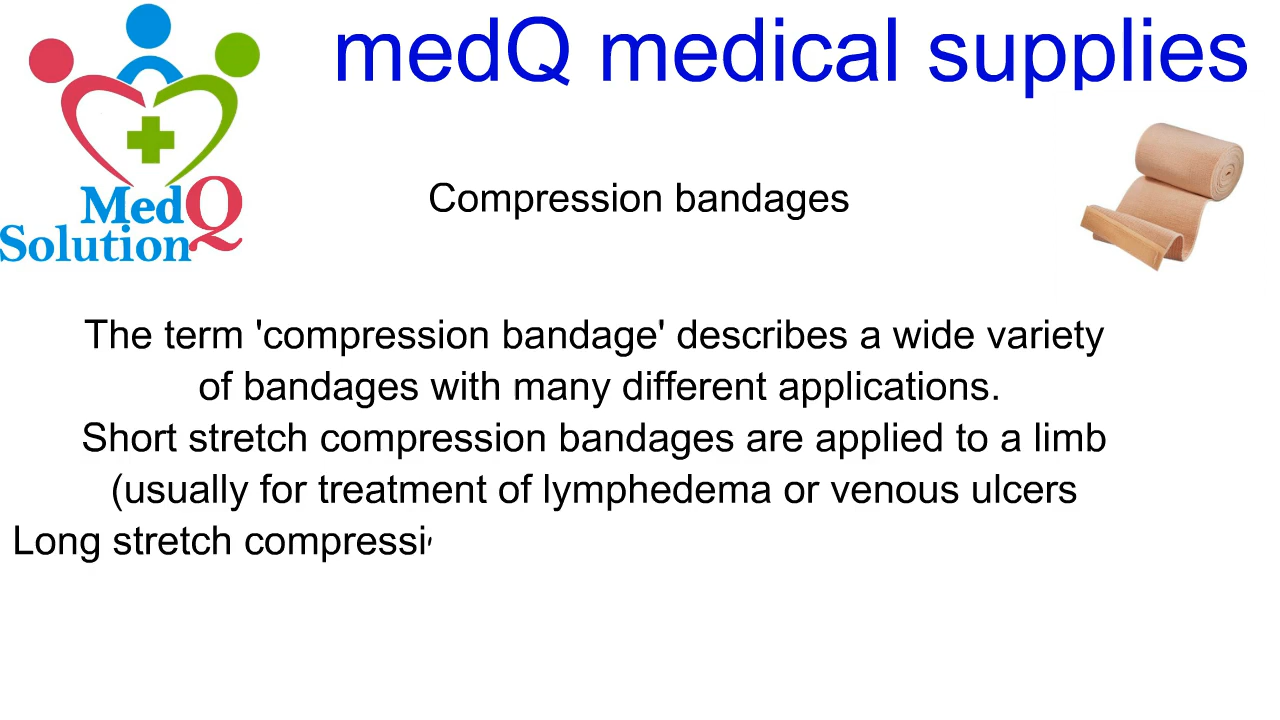 medQ medical supplies
MedQ
Solution
Compression bandages
The term 'compression bandage' describes a wide variety
of bandages with many different applications.
Short stretch compression bandages are applied to a limb
(usually for treatment of lymphedema or venous ulcers
Long stretch compressi